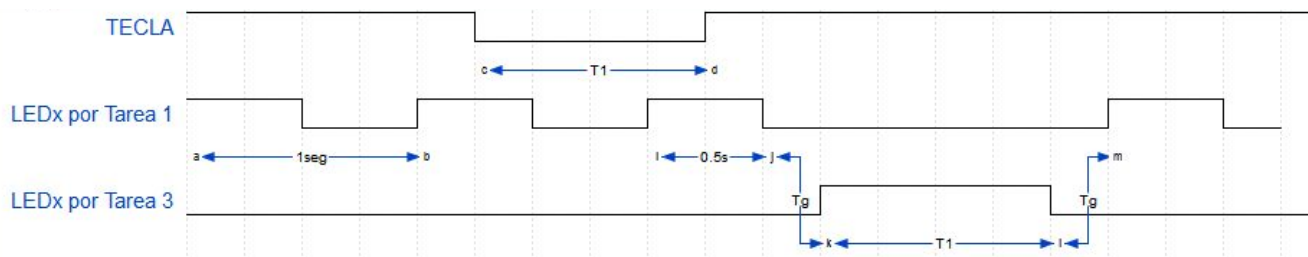 TECLA
c T1 d
LEDx por Tarea 1
a 1seg b i 0.5s j m
LEDx por Tarea 3
Tg Tg
k T1 l